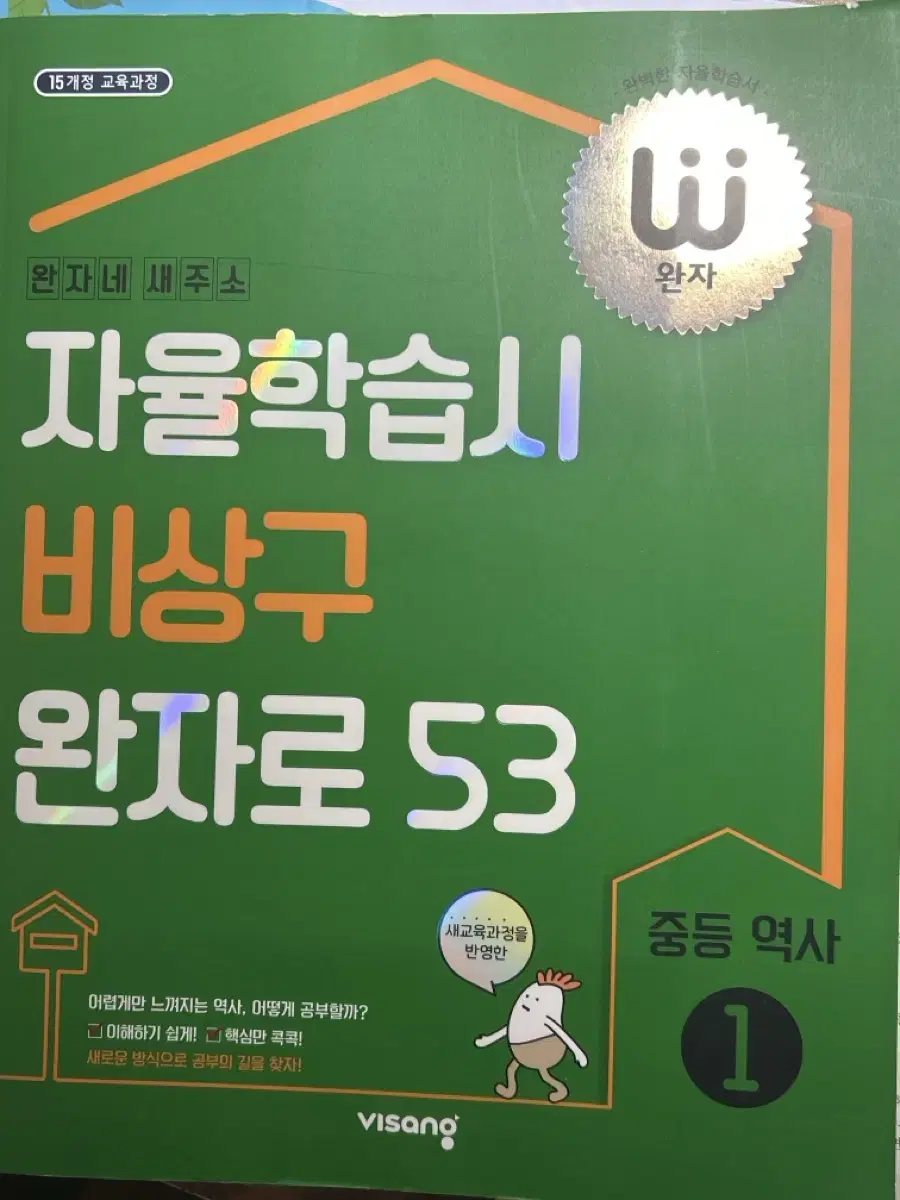 15개정 교육과정
완벽한 자율학습서
완자
완자네 새주소
자율학습시
비상구
완자로 53
새교육과정을
반영한
중등 역사
1
어렵게만 느껴지는 역사, 어떻게 공부할까?
이해하기 쉽게! 핵심만 콕콕!
새로운 방식으로 공부의 길을 찾자!
visang